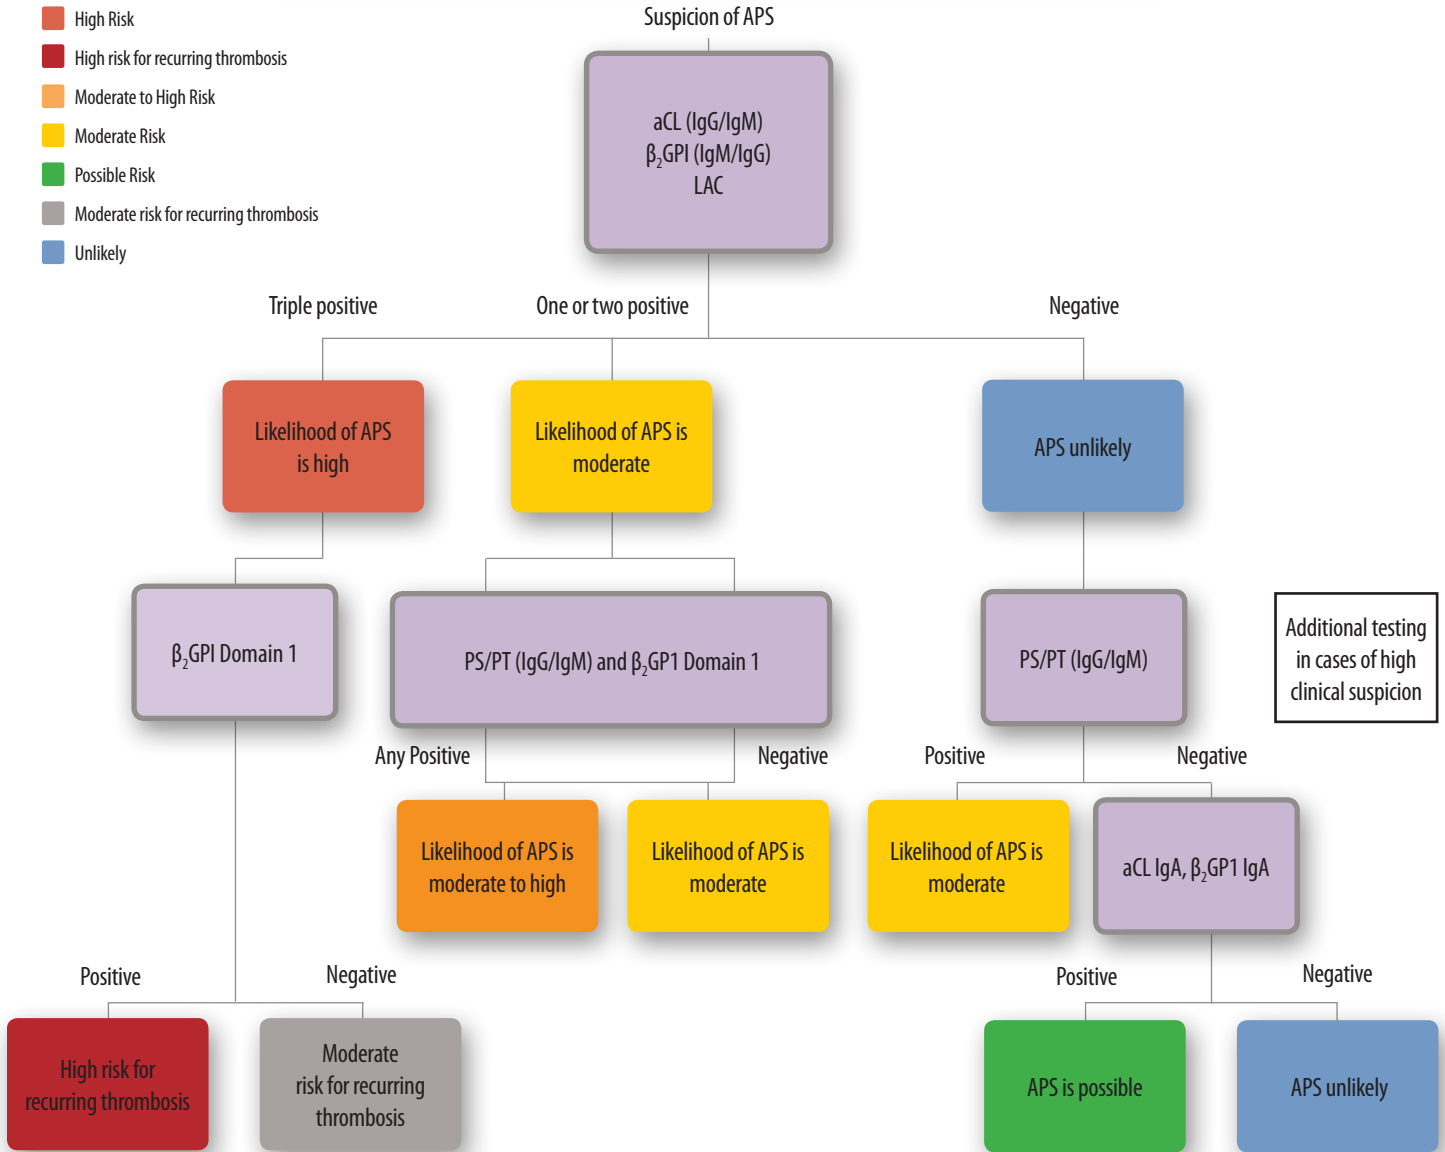 High Risk
High risk for recurring thrombosis
Moderate to High Risk
Moderate Risk
Possible Risk
Moderate risk for recurring thrombosis
Unlikely
Suspicion of APS
aCL (IgG/IgM)
β₂GPI (IgM/IgG)
LAC
Triple positive
One or two positive
Negative
Likelihood of APS
is high
Likelihood of APS is
moderate
APS unlikely
β₂GPI Domain 1
PS/PT (IgG/IgM) and β₂GP1 Domain 1
PS/PT (IgG/IgM)
Additional testing
in cases of high
clinical suspicion
Any Positive
Negative
Positive
Negative
Likelihood of APS is
moderate to high
Likelihood of APS is
moderate
Likelihood of APS is
moderate
aCL IgA, β₂GP1 IgA
Positive
Negative
Positive
Negative
High risk for
recurring thrombosis
Moderate
risk for recurring
thrombosis
APS is possible
APS unlikely